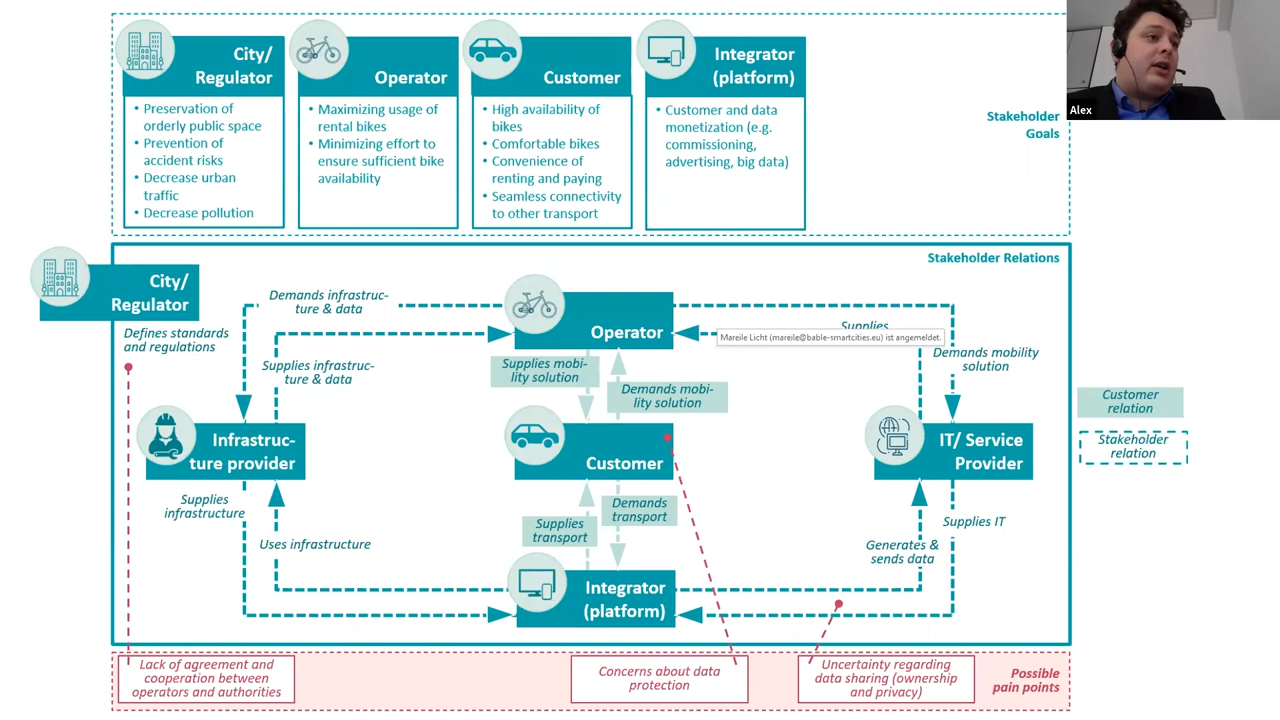 City/
Regulator
• Preservation of
orderly public space
• Prevention of
accident risks
• Decrease urban
traffic
• Decrease pollution
Operator
• Maximizing usage of
rental bikes
• Minimizing effort to
ensure sufficient bike
availability
Customer
• High availability of
bikes
• Comfortable bikes
• Convenience of
renting and paying
• Seamless connectivity
to other transport
Integrator
(platform)
• Customer and data
monetization (e.g.
commissioning,
advertising, big data)
Stakeholder
Goals
Alex
Stakeholder Relations
City/
Regulator
Defines standards
and regulations
Demands infrastruc-
ture & data
Supplies infrastruc-
ture & data
Operator
Supplies
Mareile Licht (mareile@bable-smartcities.eu) ist angemeldet.
Demands mobility
solution
Supplies mobi-
lity solution
Demands mobi-
lity solution
Customer
relation
Stakeholder
relation
Infrastruc-
ture provider
Customer
IT/ Service
Provider
Supplies
infrastructure
Uses infrastructure
Supplies
transport
Demands
transport
Supplies IT
Generates &
sends data
Integrator
(platform)
Lack of agreement and
cooperation between
operators and authorities
Concerns about data
protection
Uncertainty regarding
data sharing (ownership
and privacy)
Possible
pain points